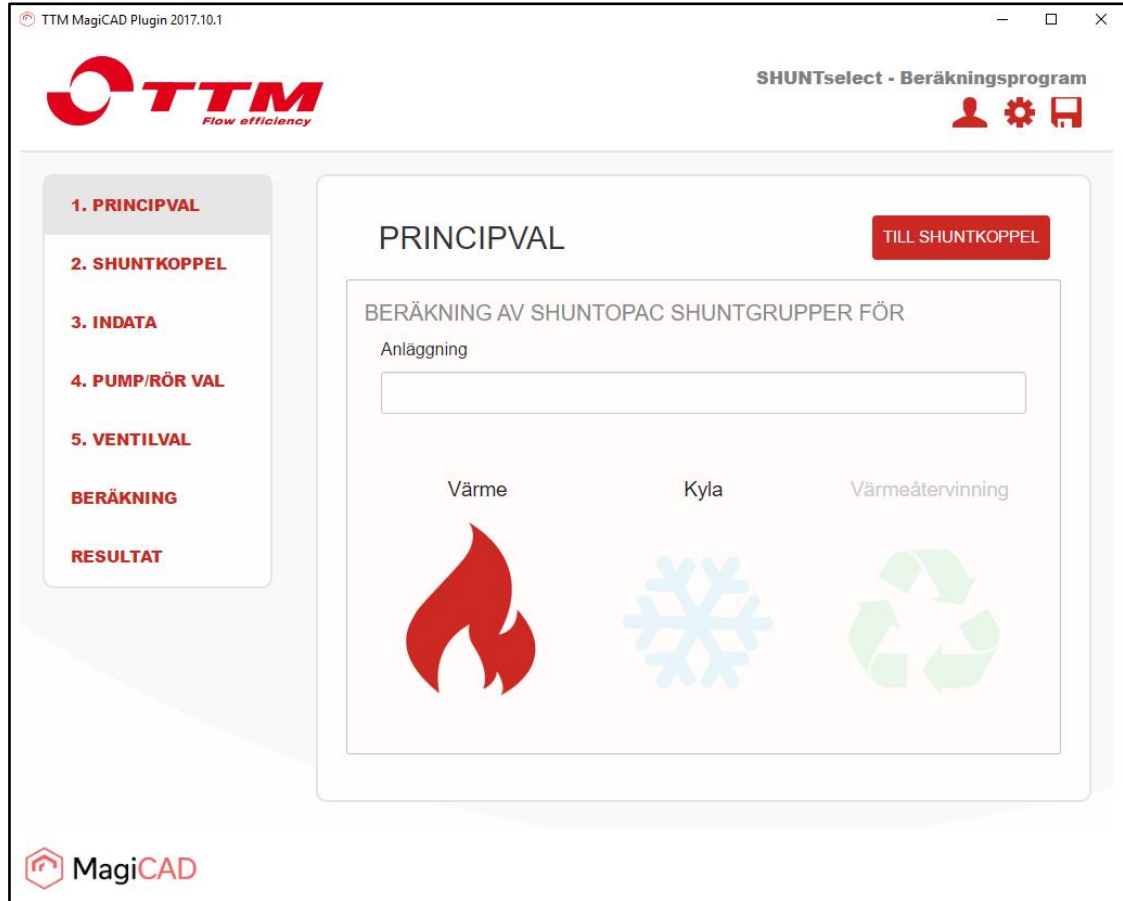 TTM MagiCAD Plugin 2017.10.1
TTM
Flow efficiency
SHUNTselect - Beräkningsprogram
1. PRINCIPVAL
2. SHUNTKOPPEL
3. INDATA
4. PUMP/RÖR VAL
5. VENTILVAL
BERÄKNING
RESULTAT
PRINCIPVAL
TILL SHUNTKOPPEL
BERÄKNING AV SHUNTOPAC SHUNTGRUPPER FÖR
Anläggning
Värme
Kyla
Värmeåtervinning
MagiCAD